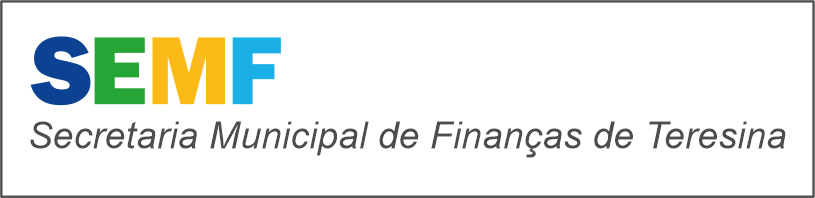 SEMF
Secretaria Municipal de Finanças de Teresina